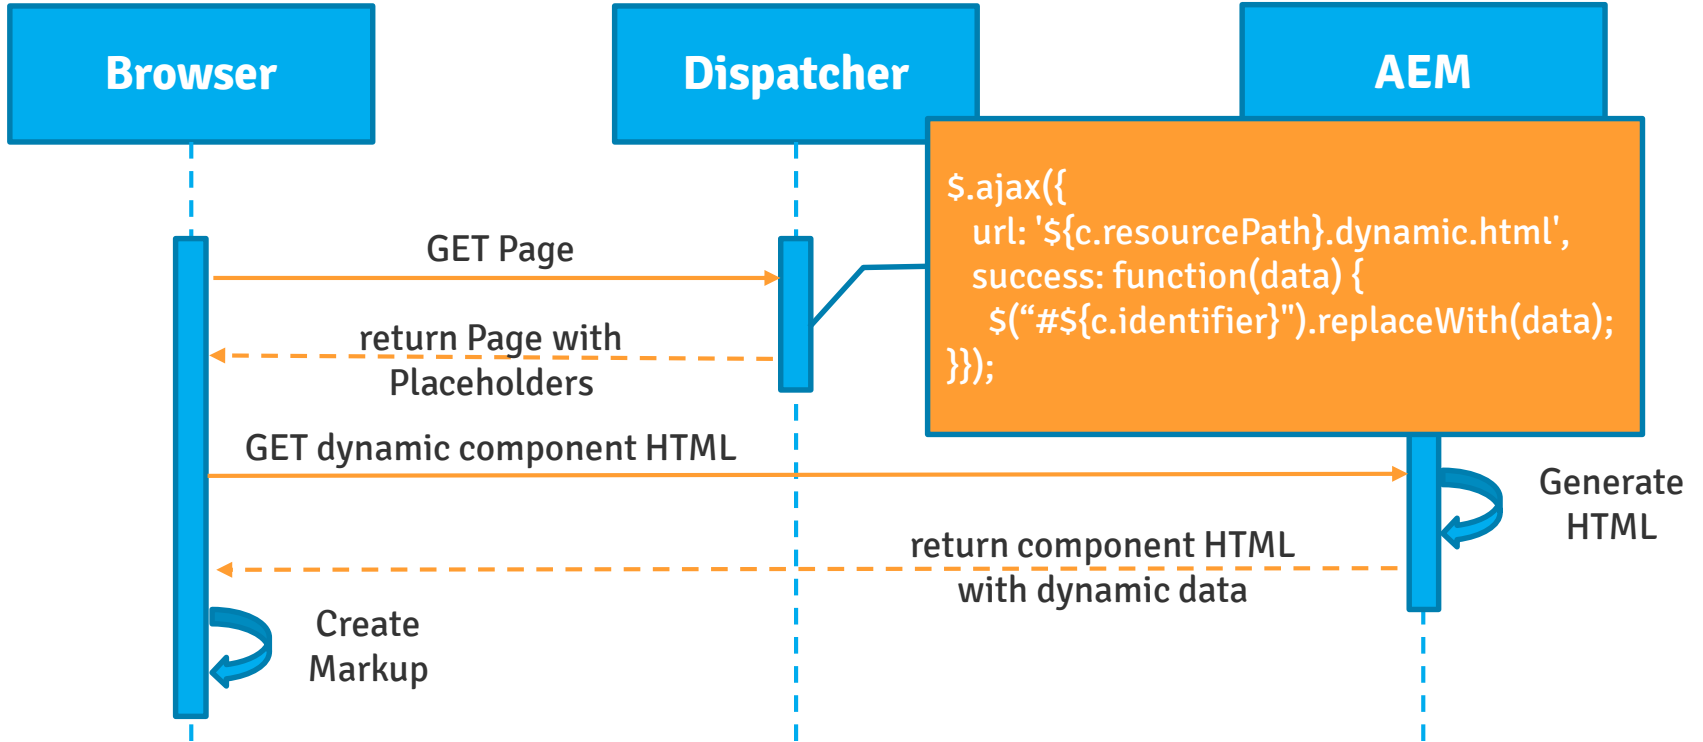 Browser
Dispatcher
AEM
$.ajax({
url: '${c.resourcePath}.dynamic.html',
success: function(data) {
$(“#${c.identifier}").replaceWith(data);
}});
GET Page
return Page with
Placeholders
GET dynamic component HTML
Generate
HTML
return component HTML
with dynamic data
Create
Markup